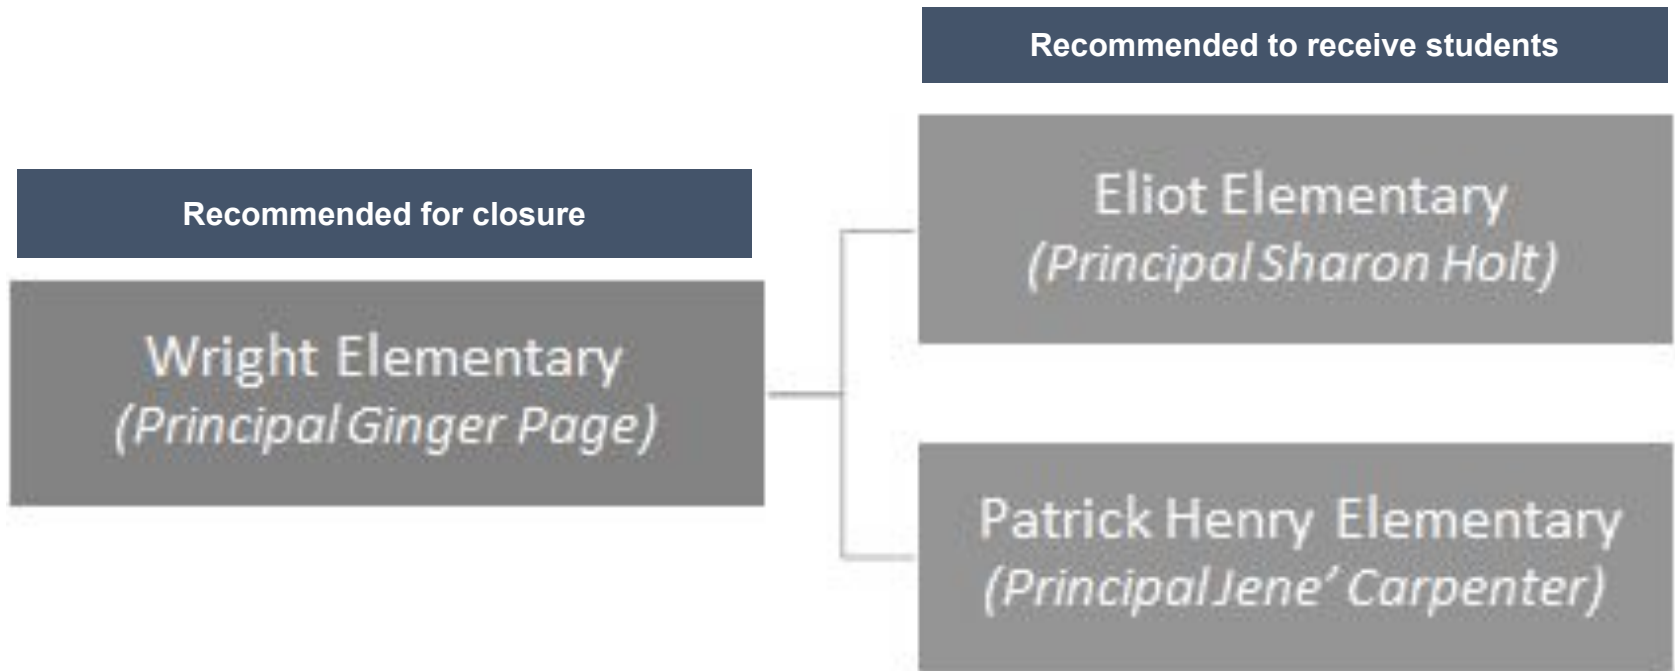 Recommended to receive students
Recommended for closure
Eliot Elementary
(Principal Sharon Holt)
Wright Elementary
(Principal Ginger Page)
Patrick Henry Elementary
(Principal Jene’ Carpenter)